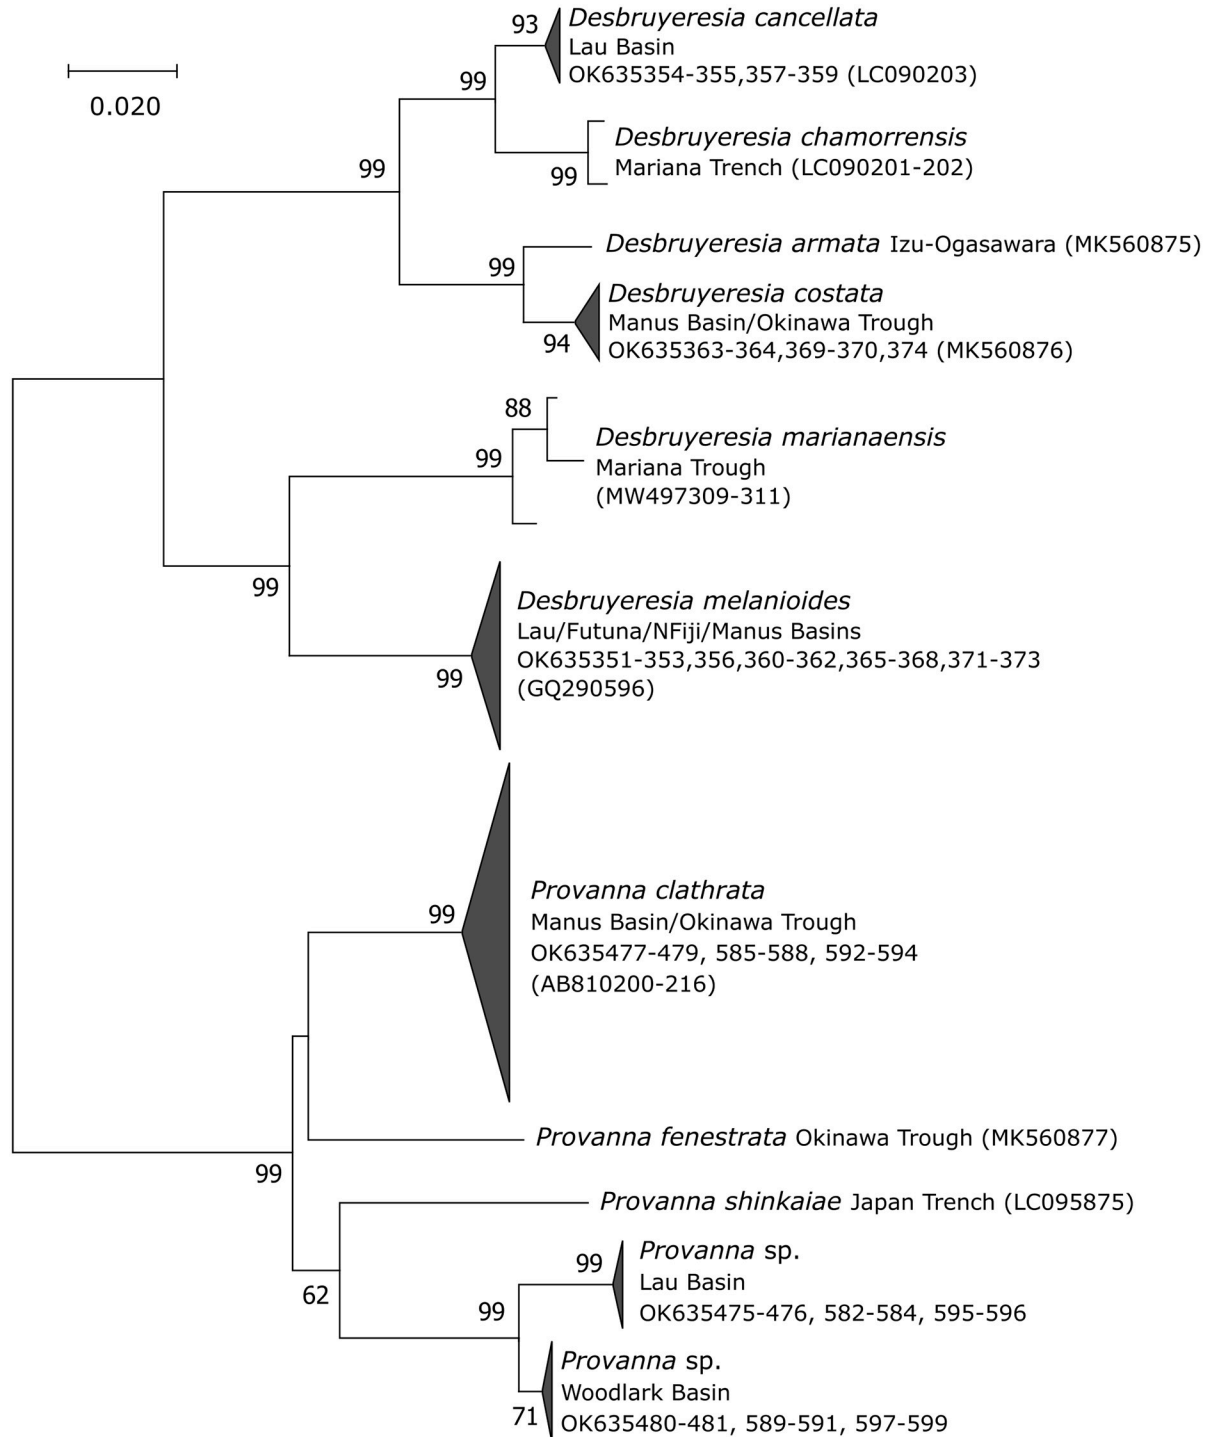 93
Desbruyeresia cancellata
Lau Basin
OK635354-355,357-359 (LC090203)
0.020
99
Desbruyeresia chamorrensis
Mariana Trench (LC090201-202)
99
99
Desbruyeresia armata Izu-Ogasawara (MK560875)
99
Desbruyeresia costata
Manus Basin/Okinawa Trough
OK635363-364,369-370,374 (MK560876)
94
88
Desbruyeresia marianaensis
99
Mariana Trough
(MW497309-311)
99
Desbruyeresia melanioides
Lau/Futuna/NFiji/Manus Basins
OK635351-353,356,360-362,365-368,371-373
99
(GQ290596)
Provanna clathrata
99
Manus Basin/Okinawa Trough
OK635477-479, 585-588, 592-594
(AB810200-216)
Provanna fenestrata Okinawa Trough (MK560877)
99
Provanna shinkaiae Japan Trench (LC095875)
Provanna sp.
99
Lau Basin
62
OK635475-476, 582-584, 595-596
99
Provanna sp.
Woodlark Basin
71
OK635480-481, 589-591, 597-599